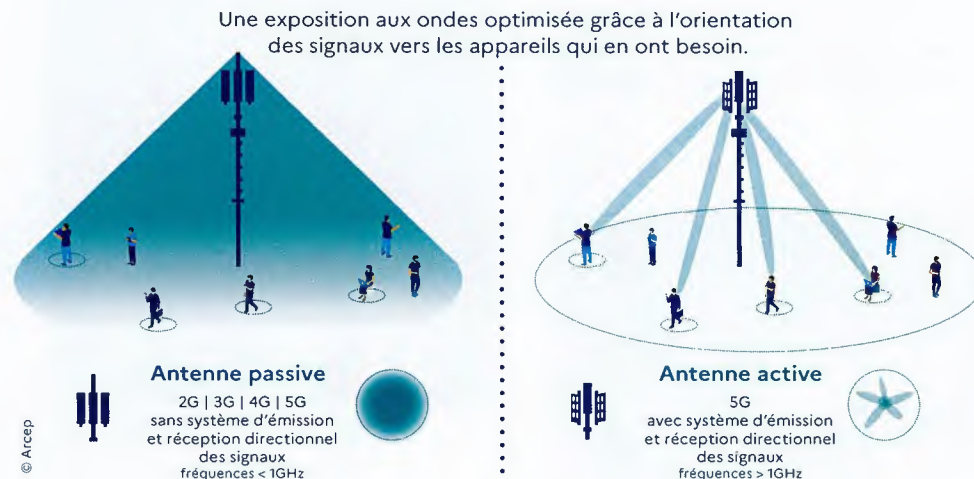 Une exposition aux ondes optimisée grâce à l'orientation
des signaux vers les appareils qui en ont besoin.
Antenne passive
2G | 3G | 4G | 5G
sans système d'émission
et réception directionnel
des signaux
fréquences < 1GHz
Antenne active
5G
avec système d'émission
et réception directionnel
des signaux
fréquences > 1GHz
© Arcep